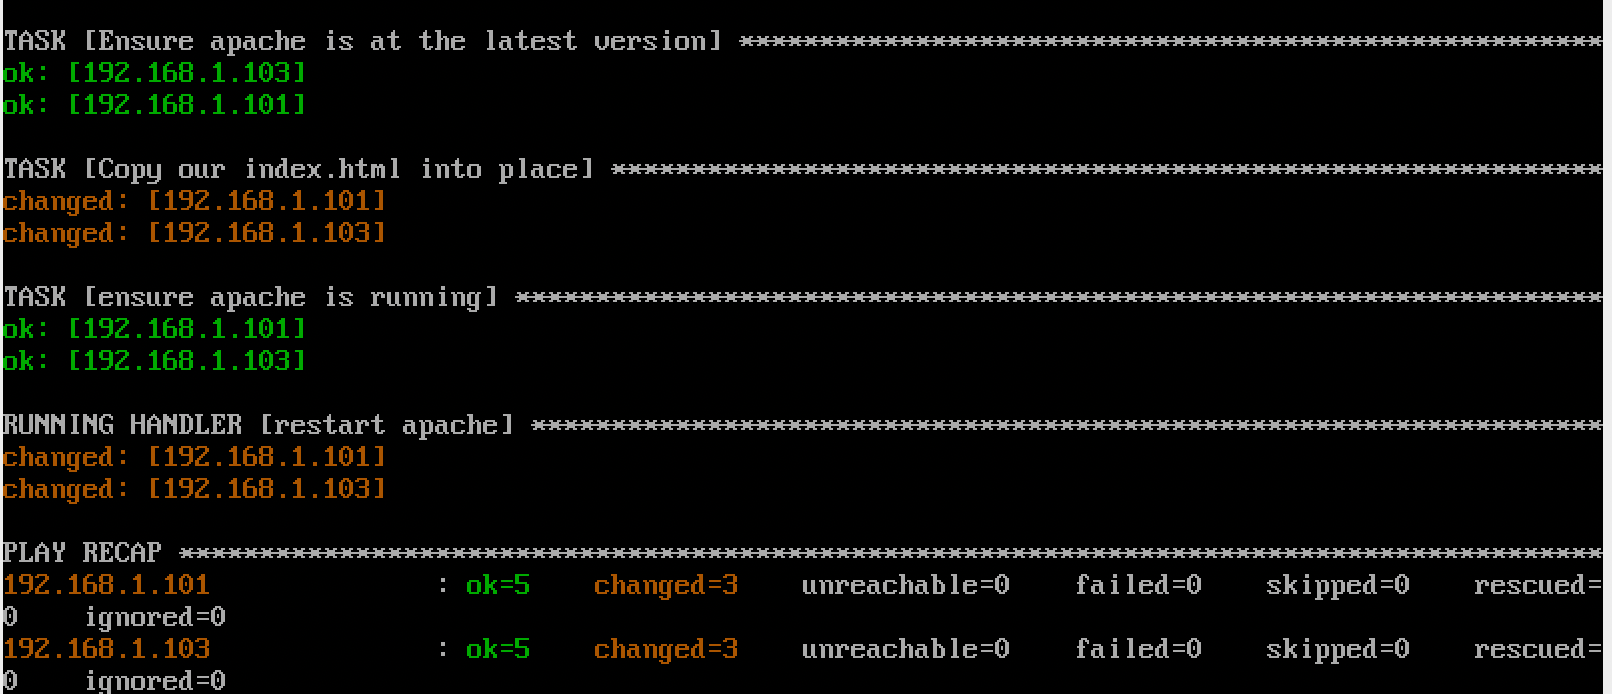 TASK [Ensure apache is at the latest version] ******************************************************
ok: [192.168.1.103]
ok: [192.168.1.101]
TASK [Copy our index.html into place] **************************************************************
changed: [192.168.1.101]
changed: [192.168.1.103]
TASK [ensure apache is running] ********************************************************************
ok: [192.168.1.101]
ok: [192.168.1.103]
RUNNING HANDLER [restart apache] *******************************************************************
changed: [192.168.1.101]
changed: [192.168.1.103]
PLAY RECAP *****************************************************************************************
192.168.1.101              : ok=5    changed=3    unreachable=0    failed=0    skipped=0    rescued=
0    ignored=0
192.168.1.103              : ok=5    changed=3    unreachable=0    failed=0    skipped=0    rescued=
0    ignored=0